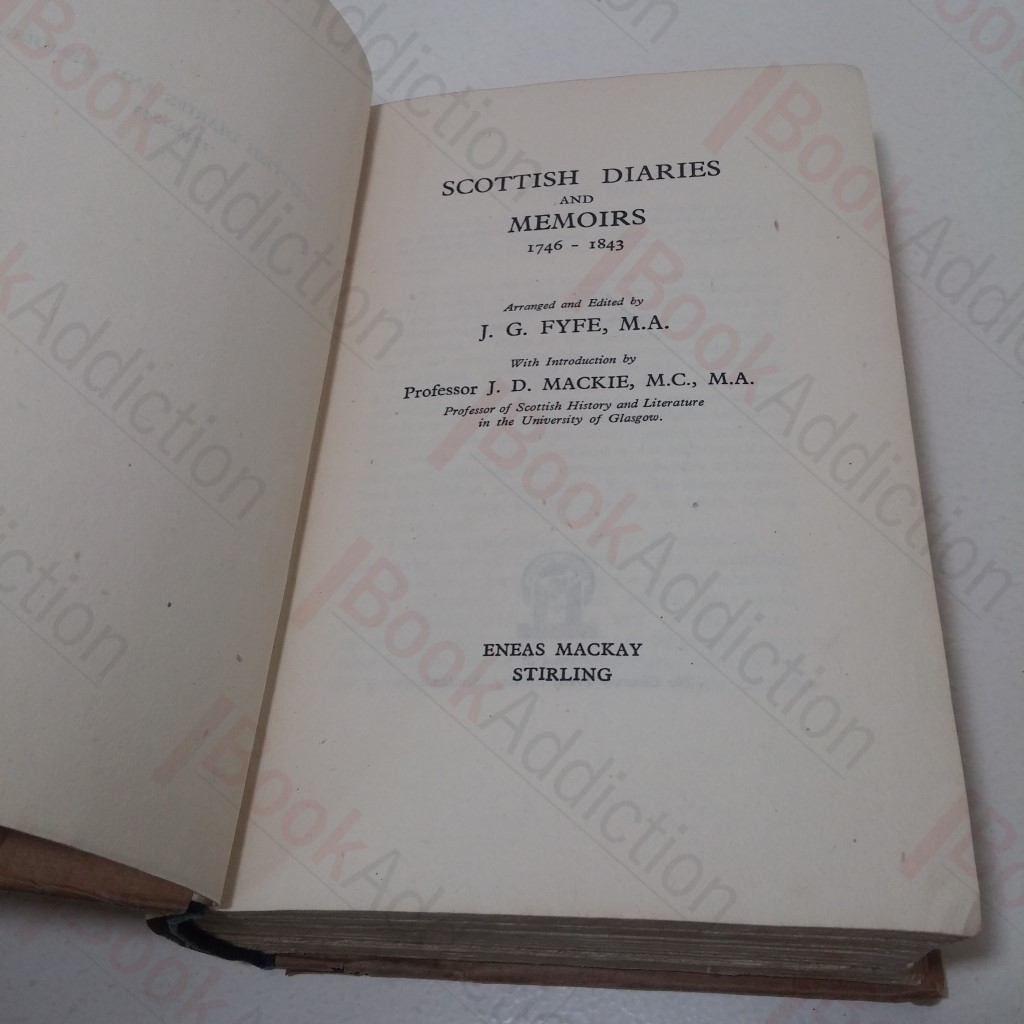 SCOTTISH DIARIES
AND
MEMOIRS
1746 - 1843
Arranged and Edited by
J. G. FYFE, M.A.
With Introduction by
Professor J. D. MACKIE, M.C., M.A.
Professor of Scottish History and Literature
in the University of Glasgow.
ENEAS MACKAY
STIRLING
BookAddiction